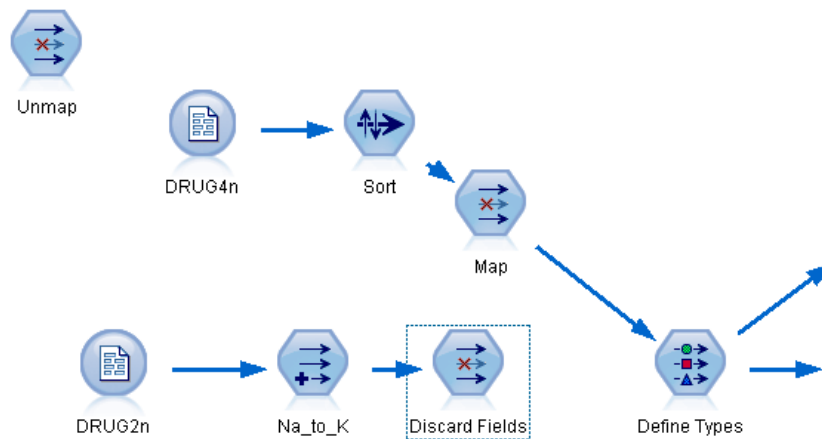 Unmap
DRUG4n
Sort
Map
DRUG2n
Na_to_K
Discard Fields
Define Types